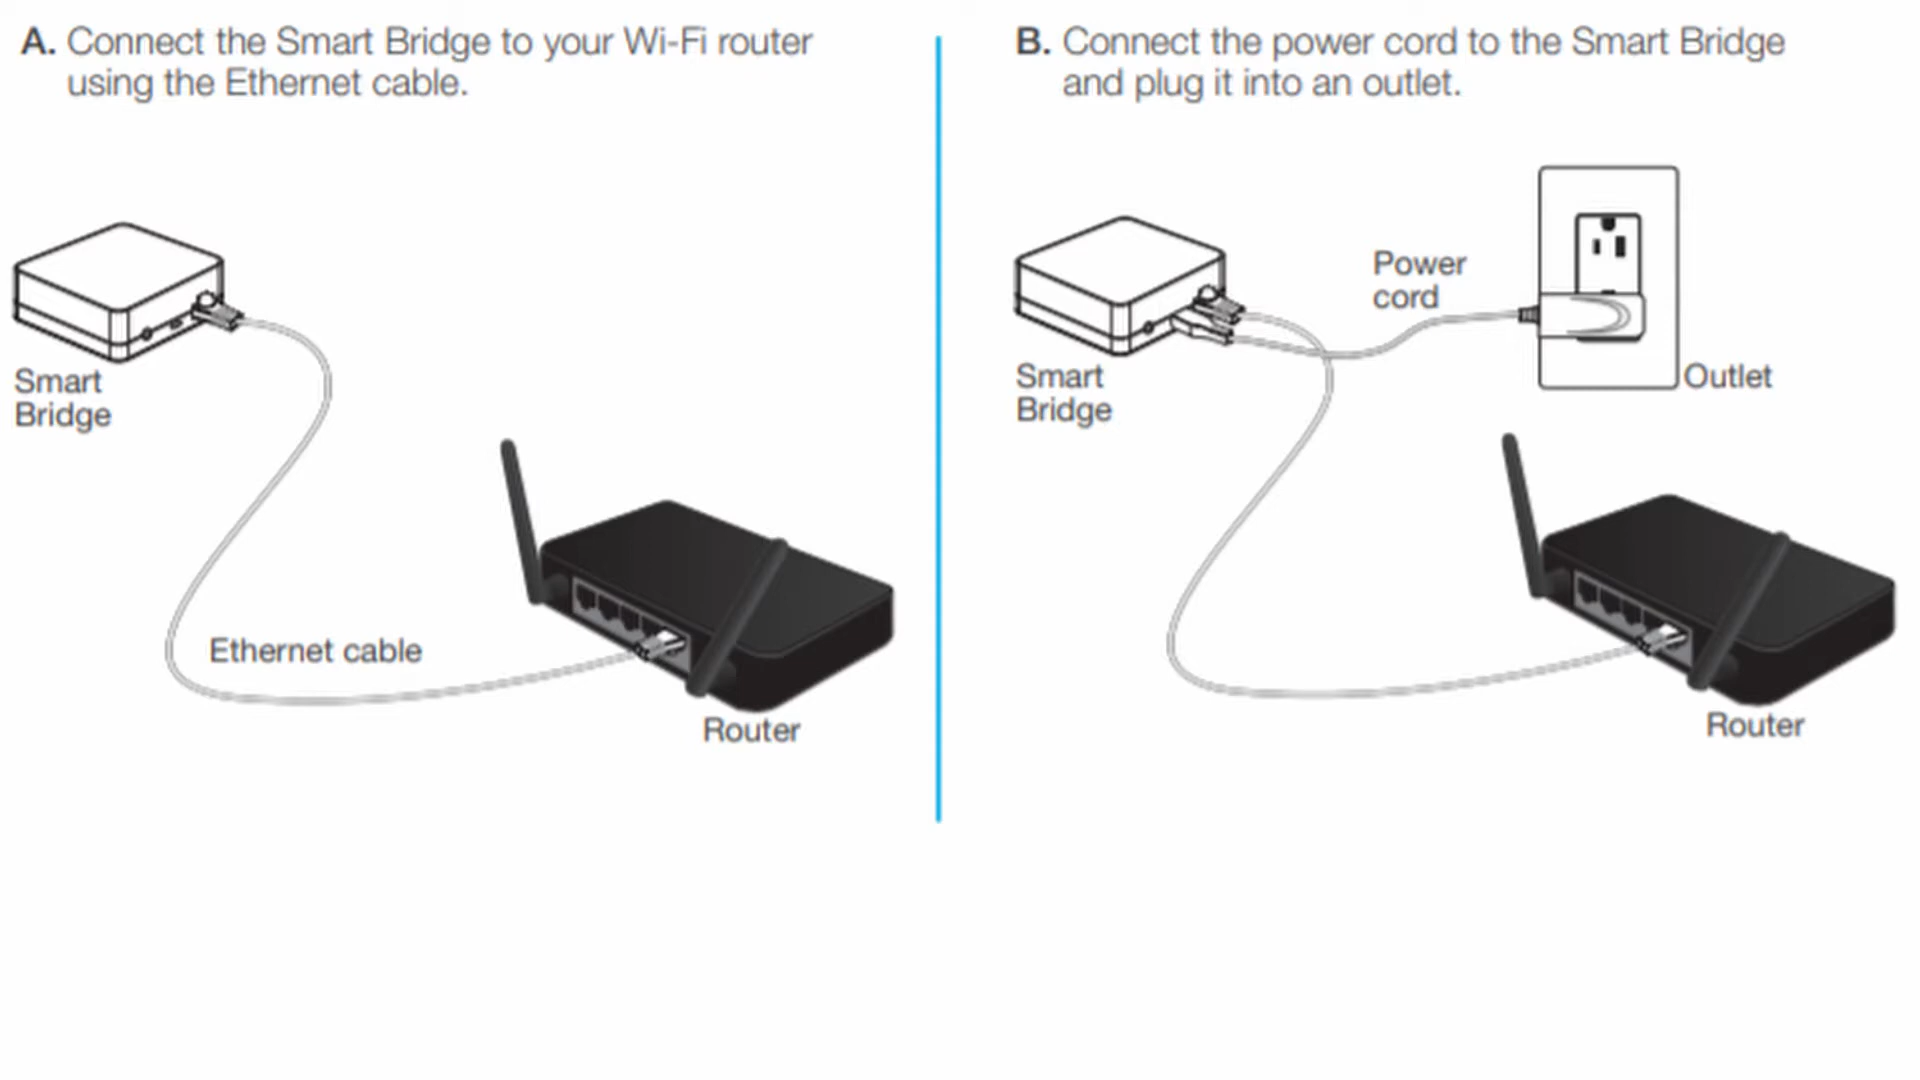 A. Connect the Smart Bridge to your Wi-Fi router
using the Ethernet cable.
Smart
Bridge
Ethernet cable
Router
B. Connect the power cord to the Smart Bridge
and plug it into an outlet.
Power
cord
Smart
Bridge
Outlet
Router